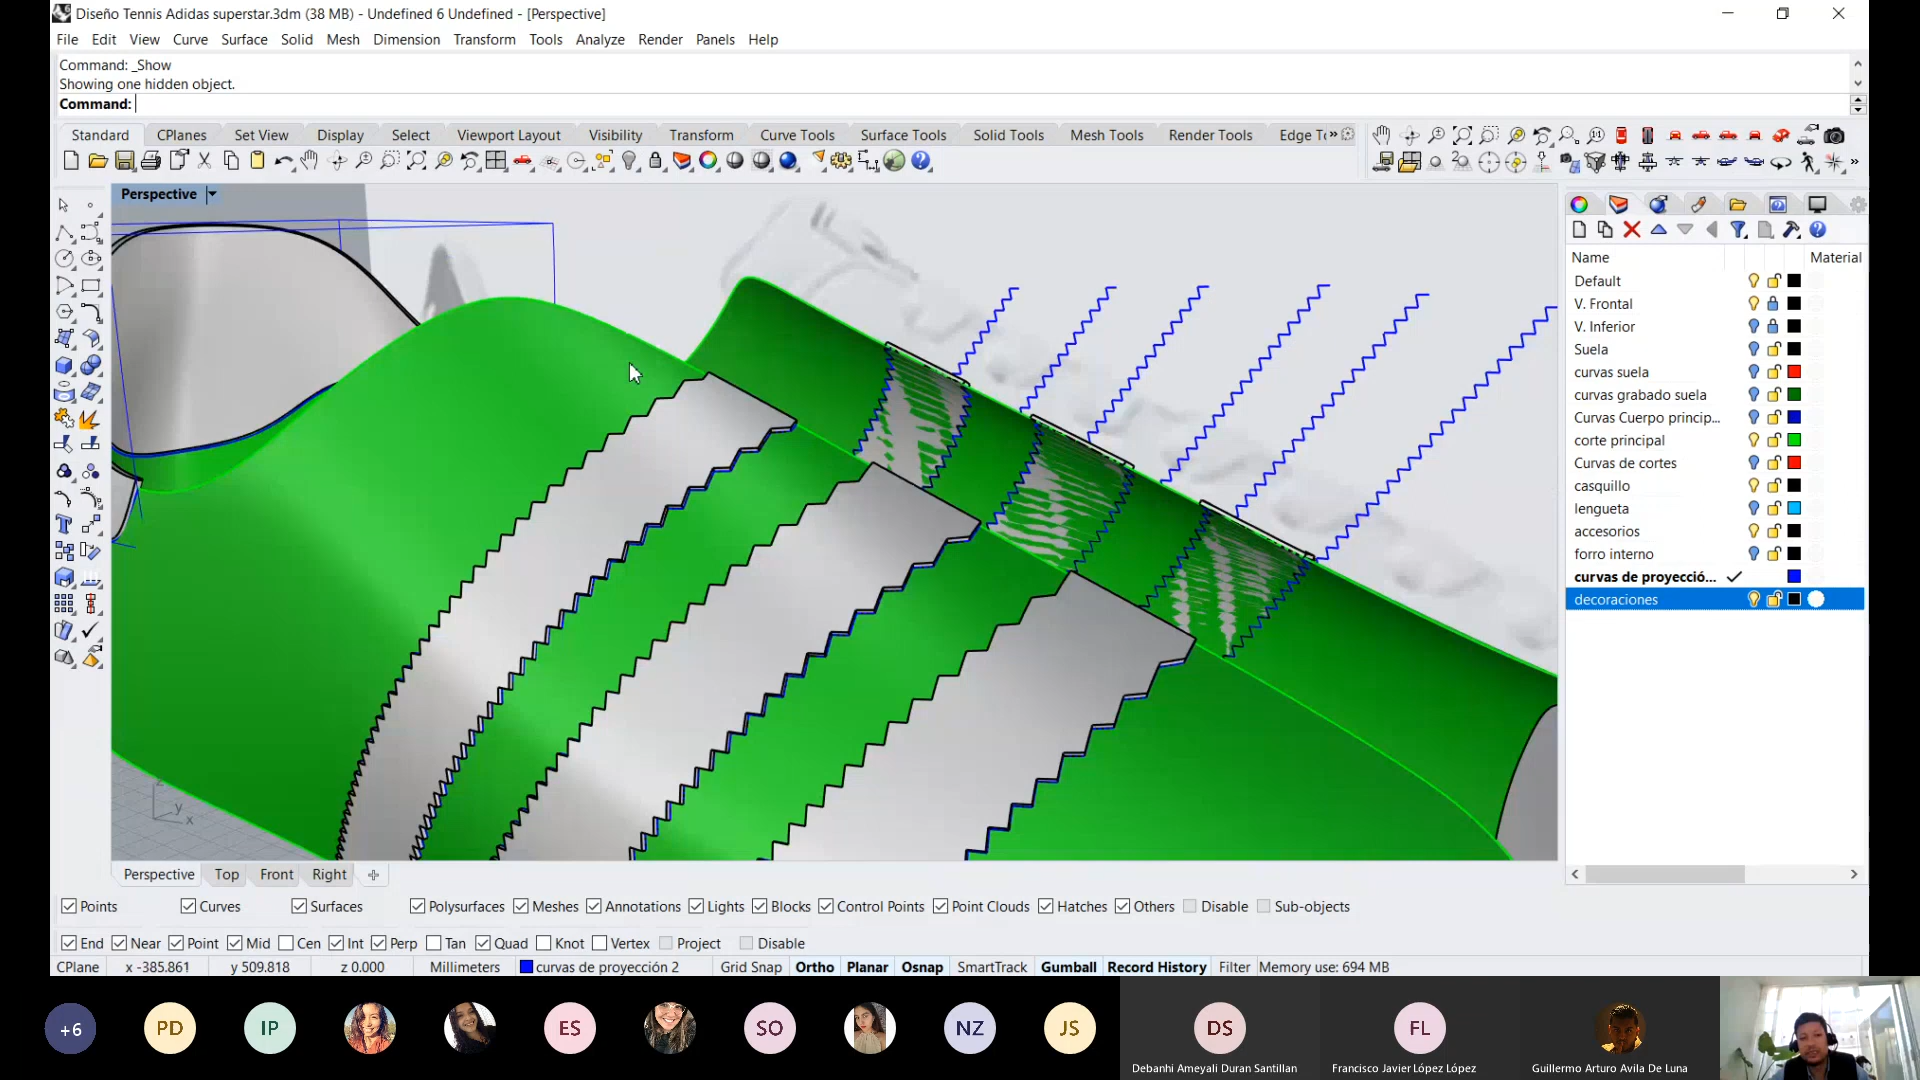 Diseño Tennis Adidas superstar.3dm (38 MB) - Undefined 6 Undefined - [Perspective]
File Edit View Curve Surface Solid Mesh Dimension Transform Tools Analyze Render Panels Help
Command: _Show
Showing one hidden object.
Command:
Standard CPlanes Set View Display Select Viewport Layout Visibility Transform Curve Tools Surface Tools Solid Tools Mesh Tools Render Tools Edge To
Perspective
Name Material
Default
V. Frontal
V. Inferior
Suela
curvas suela
curvas grabado suela
Curvas Cuerpo princip...
corte principal
Curvas de cortes
casquillo
lengueta
accesorios
forro interno
curvas de proyecció...
decoraciones
z
y
x
Perspective Top Front Right
Points Curves Surfaces Polysurfaces Meshes Annotations Lights Blocks Control Points Point Clouds Hatches Others Disable Sub-objects
End Near Point Mid Cen Int Perp Tan Quad Knot Vertex Project Disable
CPlane x -385.861 y 509.818 z 0.000 Millimeters curvas de proyección 2 Grid Snap Ortho Planar Osnap SmartTrack Gumball Record History Filter Memory use: 694 MB
+6 PD IP ES SO NZ JS DS FL
Debanhi Ameyali Duran Santillan Francisco Javier López López Guillermo Arturo Avila De Luna